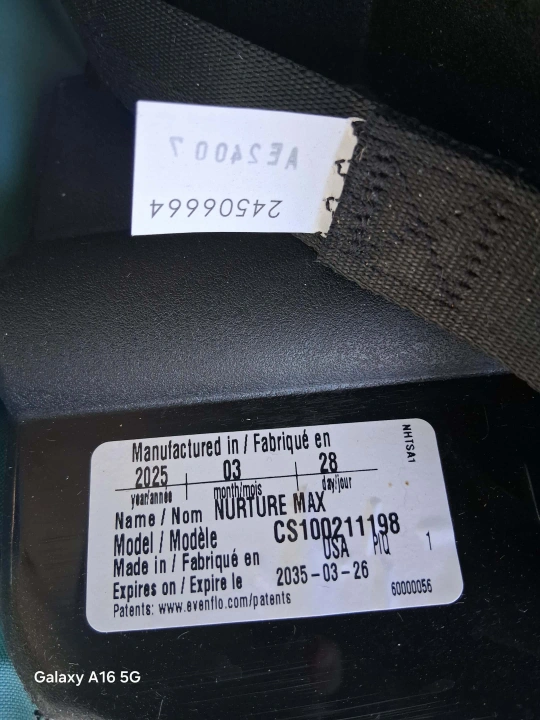 AE24007
24506664
Manufactured in / Fabriqué en
2025 03 28
year/année month/mois day/jour
Name / Nom NURTURE MAX
Model / Modèle CS100211198
Made in / Fabriqué en USA PIQ 1
Expires on / Expire le 2035-03-26
Patents: www.evenflo.com/patents
60000056
NHTSA1
Galaxy A16 5G